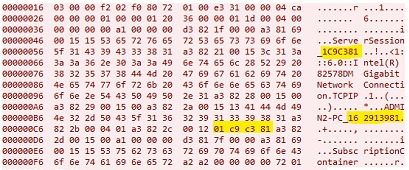 00000016 03 00 00 f2 02 f0 80 72 01 00 e3 31 00 00 04 ca .......r ...1....
00000026 00 00 00 01 00 00 01 20 36 00 00 01 1d 00 04 00 ....... 6.......
00000036 00 00 00 00 a1 00 00 00 d3 82 1f 00 00 a3 81 69 ........ .......i
00000046 00 15 15 53 65 72 76 65 72 53 65 73 73 69 6f 6e ...Serve rSession
00000056 5f 31 43 39 43 33 38 31 a3 82 21 00 15 3c 31 3a _1C9C381 ..!..<1:
00000066 3a 3a 36 2e 30 3a 3a 49 6e 74 65 6c 28 52 29 20 ::6.0::I ntel(R)
00000076 38 32 35 37 38 44 4d 20 47 69 67 61 62 69 74 20 82578DM Gigabit
00000086 4e 65 74 77 6f 72 6b 20 43 6f 6e 6e 65 63 74 69 Network Connecti
00000096 6f 6e 2e 54 43 50 49 50 2e 31 a3 82 28 00 15 00 on.TCPIP .1..(...
000000A6 a3 82 29 00 15 00 a3 82 2a 00 15 13 41 44 4d 49 ..)..... *...ADMI
000000B6 4e 32 2d 50 43 5f 31 36 32 39 31 33 39 38 31 a3 N2-PC_16 2913981.
000000C6 82 2b 00 04 01 a3 82 2c 00 12 01 c9 c3 81 a3 82 .+....., ........
000000D6 2d 00 15 00 a1 00 00 00 d3 81 7f 00 00 a3 81 69 -....... .......i
000000E6 00 15 15 53 75 62 73 63 72 69 70 74 69 6f 6e 43 ...Subsc riptionC
000000F6 6f 6e 74 61 69 6e 65 72 a2 a2 00 00 00 00 72 01 ontainer ......r.